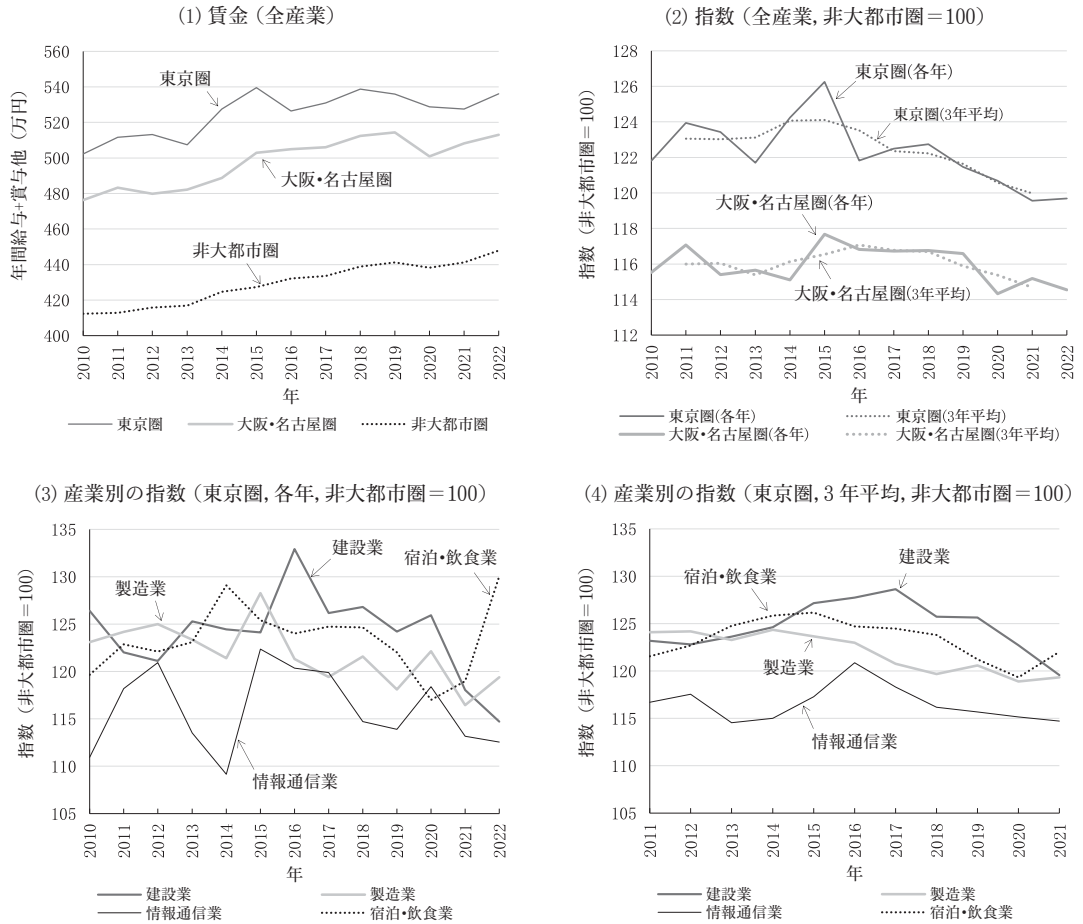 (1) 賃金（全産業）
年間給与+賞与他（万円）
560
540
520
500
480
460
440
420
400
東京圏
大阪・名古屋圏
非大都市圏
2010 2011 2012 2013 2014 2015 2016 2017 2018 2019 2020 2021 2022
年
東京圏 大阪・名古屋圏 非大都市圏
(2) 指数（全産業, 非大都市圏＝100）
指数（非大都市圏＝100）
128
126
124
122
120
118
116
114
112
東京圏(各年)
東京圏(3年平均)
大阪・名古屋圏(各年)
大阪・名古屋圏(3年平均)
2010 2011 2012 2013 2014 2015 2016 2017 2018 2019 2020 2021 2022
年
東京圏(各年) 東京圏(3年平均)
大阪・名古屋圏(各年) 大阪・名古屋圏(3年平均)
(3) 産業別の指数（東京圏, 各年, 非大都市圏＝100）
指数（非大都市圏＝100）
135
130
125
120
115
110
105
建設業
宿泊・飲食業
製造業
情報通信業
2010 2011 2012 2013 2014 2015 2016 2017 2018 2019 2020 2021 2022
年
建設業 製造業
情報通信業 宿泊・飲食業
(4) 産業別の指数（東京圏, 3 年平均, 非大都市圏＝100）
指数（非大都市圏＝100）
135
130
125
120
115
110
105
建設業
宿泊・飲食業
製造業
情報通信業
2011 2012 2013 2014 2015 2016 2017 2018 2019 2020 2021
年
建設業 製造業
情報通信業 宿泊・飲食業